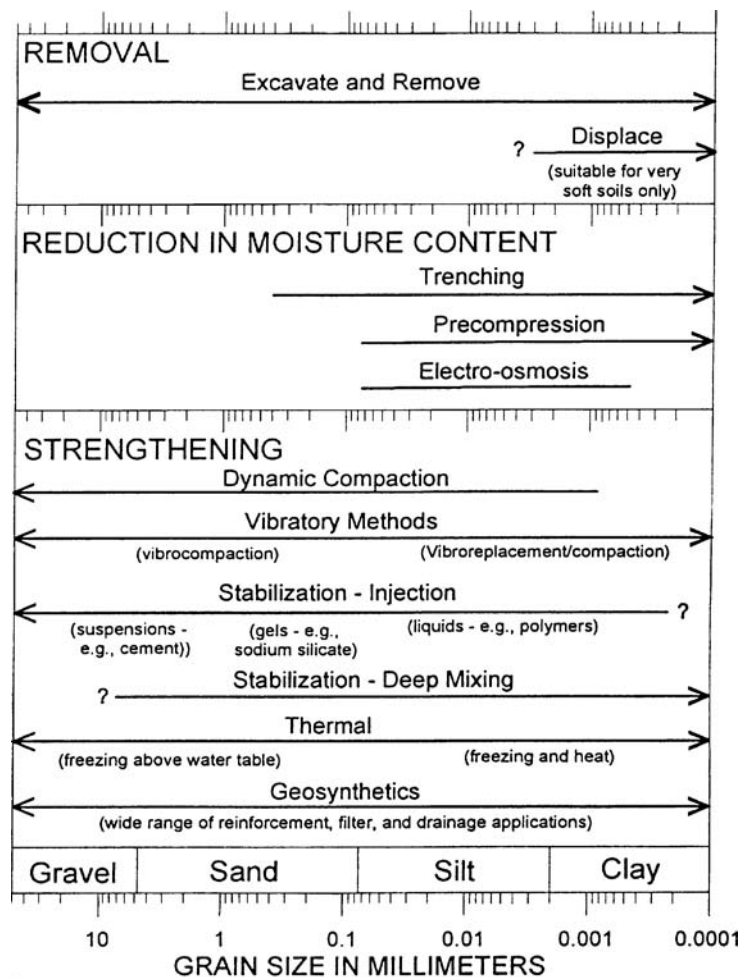 REMOVAL
Excavate and Remove
? Displace
(suitable for very
soft soils only)
REDUCTION IN MOISTURE CONTENT
Trenching
Precompression
Electro-osmosis
STRENGTHENING
Dynamic Compaction
Vibratory Methods
(vibrocompaction) (Vibroreplacement/compaction)
Stabilization - Injection
?
(suspensions - (gels - e.g., (liquids - e.g., polymers)
e.g., cement)) sodium silicate)
? Stabilization - Deep Mixing
Thermal
(freezing above water table) (freezing and heat)
Geosynthetics
(wide range of reinforcement, filter, and drainage applications)
Gravel Sand Silt Clay
10 1 0.1 0.01 0.001 0.0001
GRAIN SIZE IN MILLIMETERS